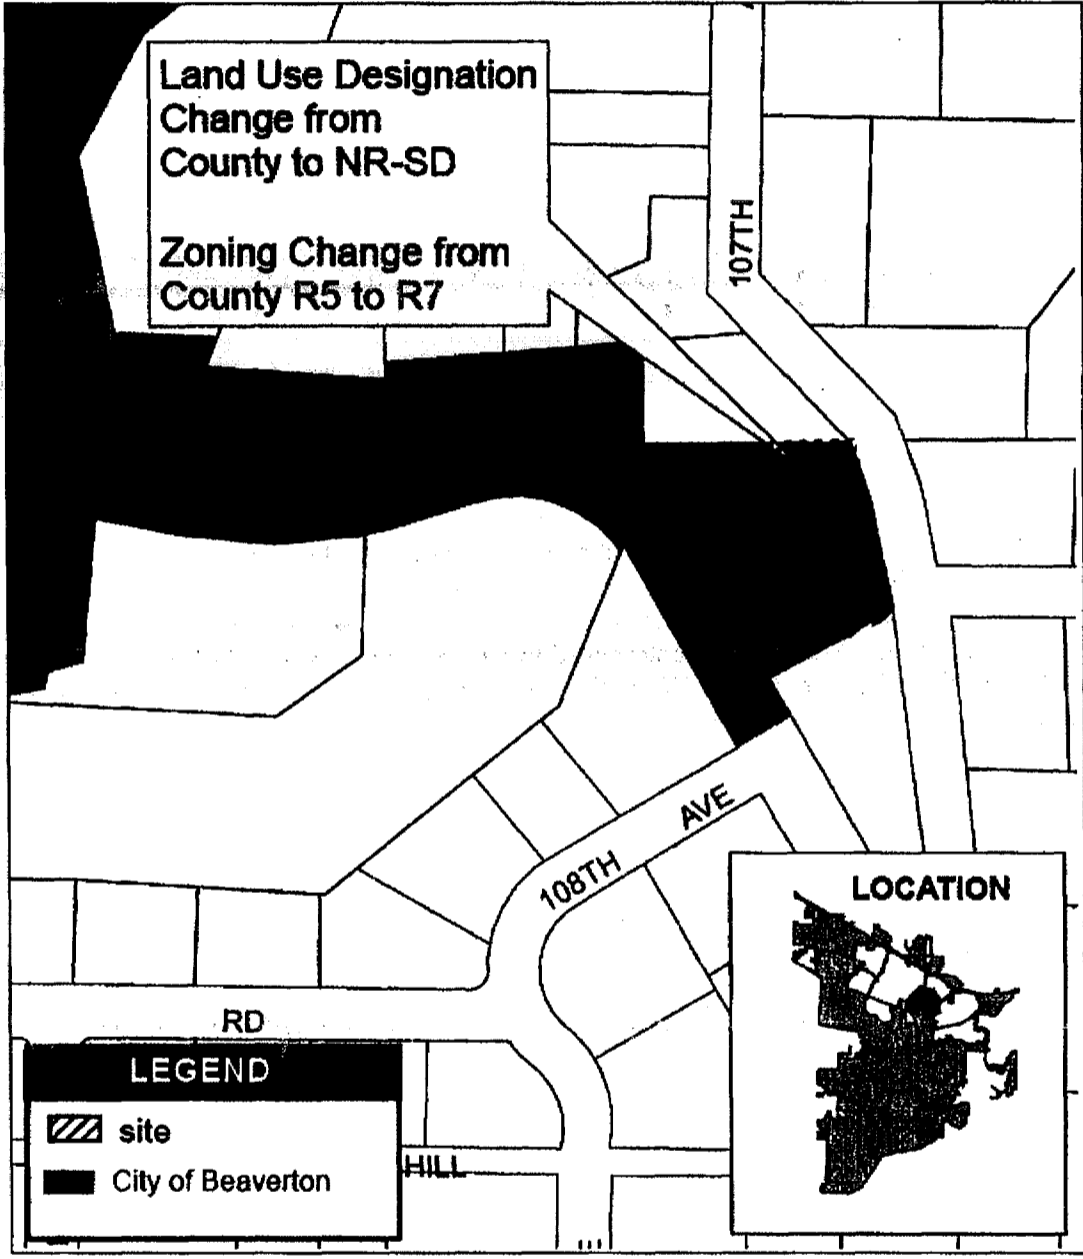 Land Use Designation
Change from
County to NR-SD
Zoning Change from
County R5 to R7
107TH
108TH AVE
RD
HILL
LEGEND
site
City of Beaverton
LOCATION